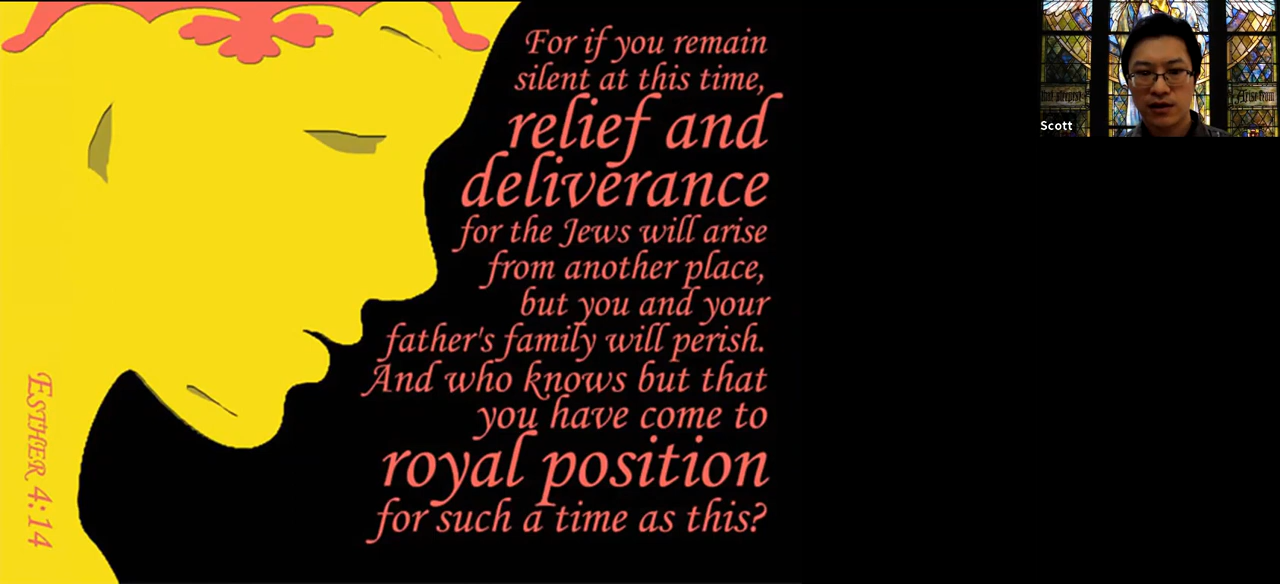 For if you remain
silent at this time,
relief and
deliverance
for the Jews will arise
from another place,
but you and your
father's family will perish.
And who knows but that
you have come to
royal position
for such a time as this?
ESTHER 4:14
Scott